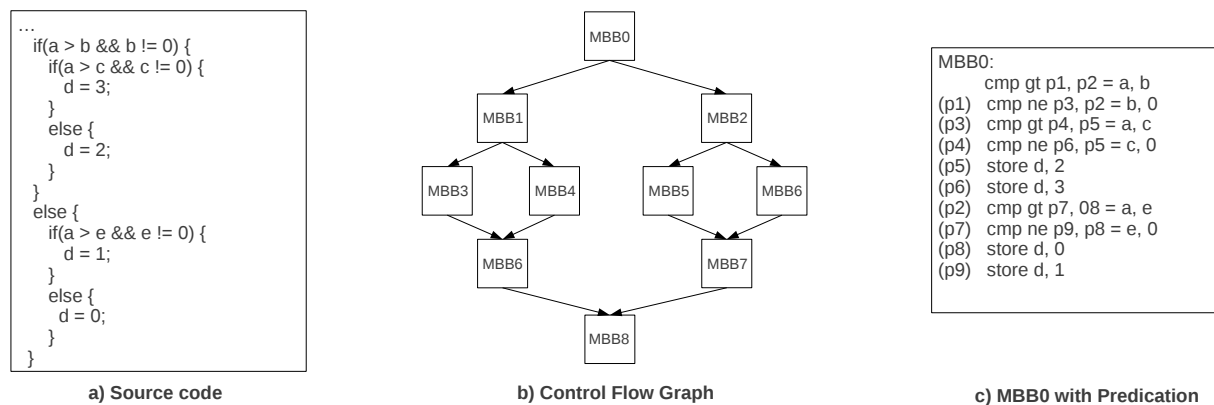 ...
if(a > b && b != 0) {
if(a > c && c != 0) {
d = 3;
}
else {
d = 2;
}
}
else {
if(a > e && e != 0) {
d = 1;
}
else {
d = 0;
}
}
a) Source code
MBB0
MBB1
MBB2
MBB3
MBB4
MBB5
MBB6
MBB6
MBB7
MBB8
b) Control Flow Graph
MBB0:
cmp gt p1, p2 = a, b
(p1) cmp ne p3, p2 = b, 0
(p3) cmp gt p4, p5 = a, c
(p4) cmp ne p6, p5 = c, 0
(p5) store d, 2
(p6) store d, 3
(p2) cmp gt p7, 08 = a, e
(p7) cmp ne p9, p8 = e, 0
(p8) store d, 0
(p9) store d, 1
c) MBB0 with Predication